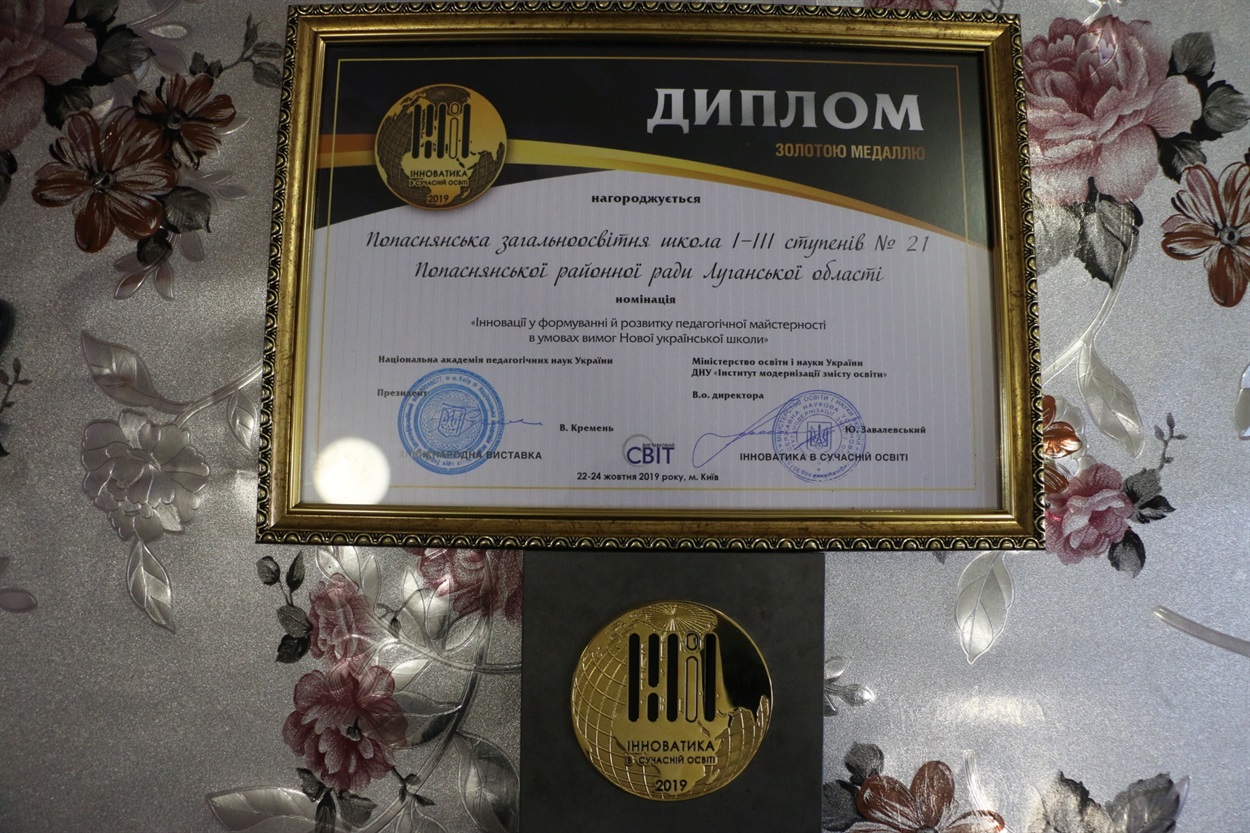 ДИПЛОМ
ЗОЛОТОЮ МЕДАЛЛЮ
ІННОВАТИКА
В СУЧАСНІЙ ОСВІТІ
2019
нагороджується
Попаснянська загальноосвітня школа I-III ступенів № 21
Попаснянської районної ради Луганської області
номінація
«Інновації у формуванні й розвитку педагогічної майстерності
в умовах вимог Нової української школи»
Національна академія педагогічних наук України
Президент
В. Кремень
Міністерство освіти і науки України
ДНУ «Інститут модернізації змісту освіти»
В.о. директора
Ю. Завалевський
МІЖНАРОДНА ВИСТАВКА
СВІТ
ІННОВАТИКА В СУЧАСНІЙ ОСВІТІ
22-24 жовтня 2019 року, м. Київ
ІННОВАТИКА
В СУЧАСНІЙ ОСВІТІ
2019